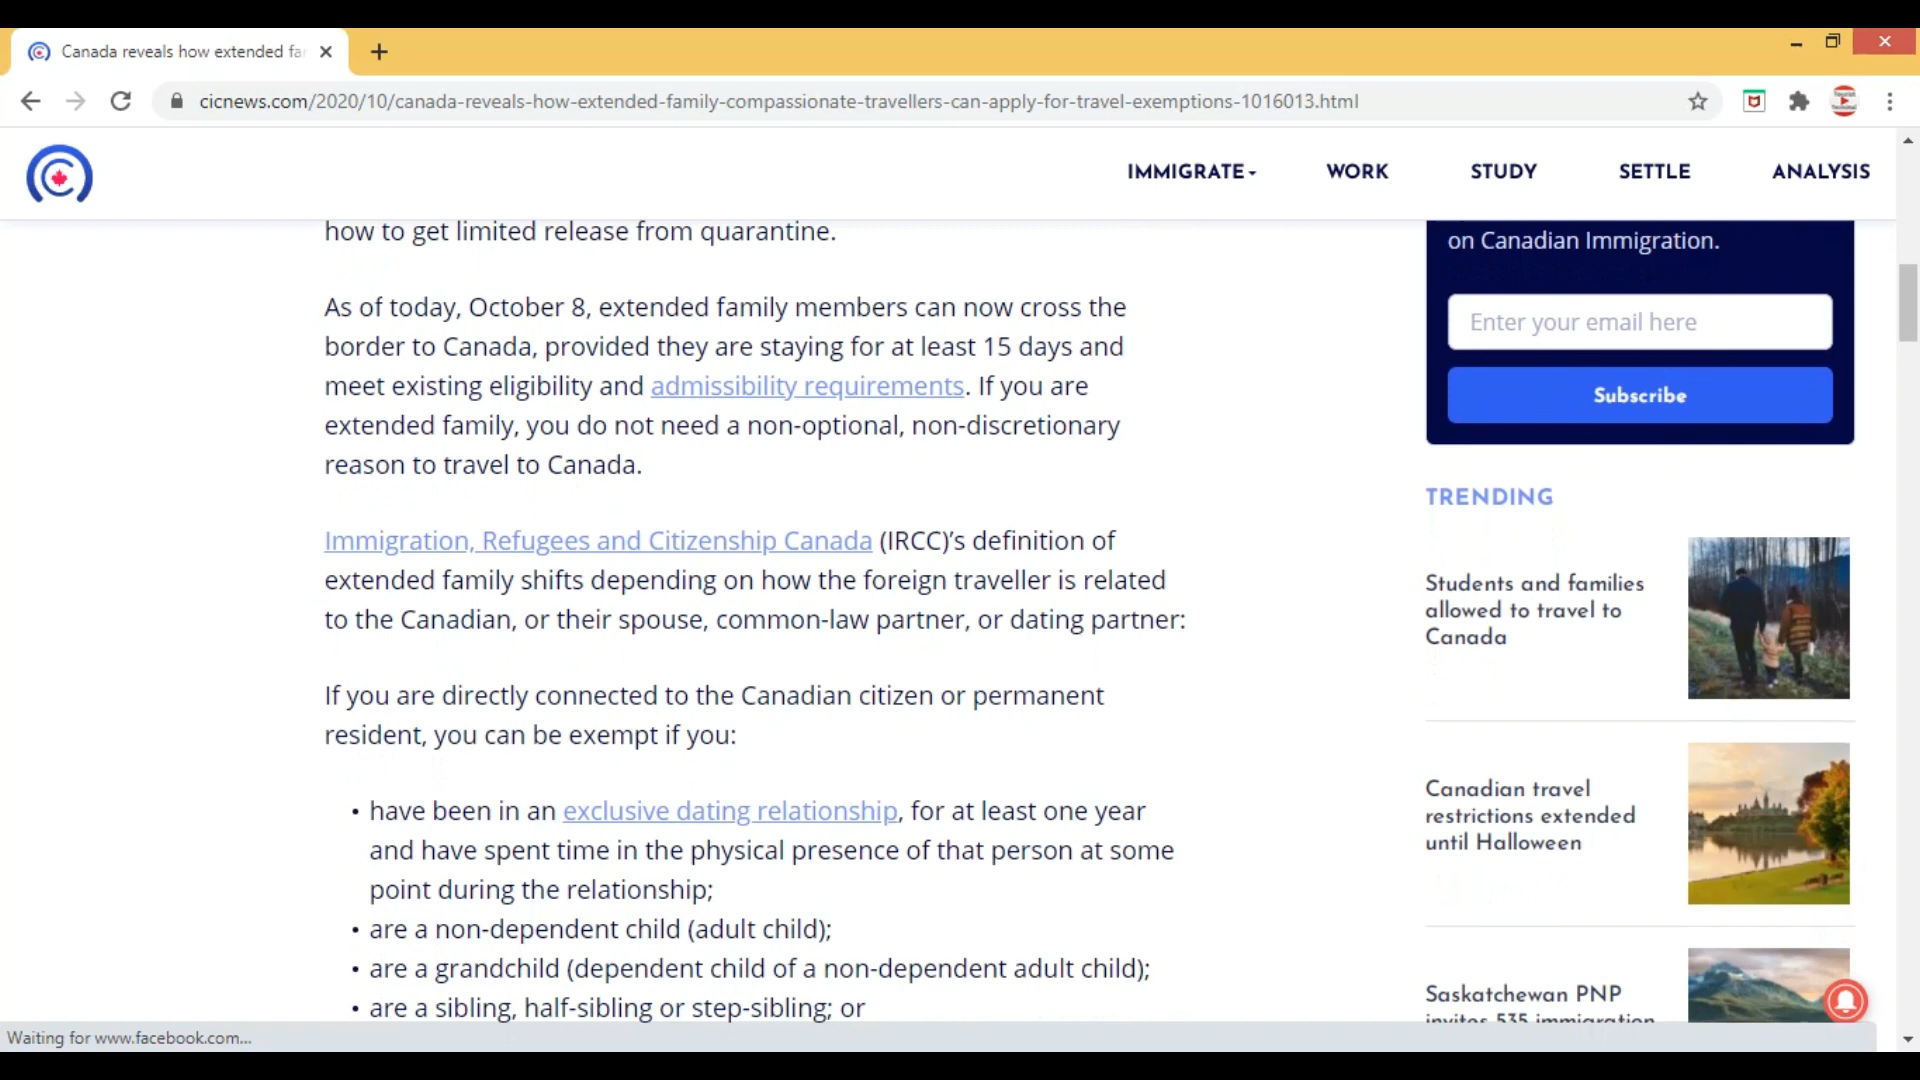 Canada reveals how extended fa
cicnews.com/2020/10/canada-reveals-how-extended-family-compassionate-travellers-can-apply-for-travel-exemptions-1016013.html
IMMIGRATE
WORK
STUDY
SETTLE
ANALYSIS
how to get limited release from quarantine.
As of today, October 8, extended family members can now cross the
border to Canada, provided they are staying for at least 15 days and
meet existing eligibility and admissibility requirements. If you are
extended family, you do not need a non-optional, non-discretionary
reason to travel to Canada.
Immigration, Refugees and Citizenship Canada (IRCC)’s definition of
extended family shifts depending on how the foreign traveller is related
to the Canadian, or their spouse, common-law partner, or dating partner:
If you are directly connected to the Canadian citizen or permanent
resident, you can be exempt if you:
• have been in an exclusive dating relationship, for at least one year
and have spent time in the physical presence of that person at some
point during the relationship;
• are a non-dependent child (adult child);
• are a grandchild (dependent child of a non-dependent adult child);
• are a sibling, half-sibling or step-sibling; or
on Canadian Immigration.
Enter your email here
Subscribe
TRENDING
Students and families
allowed to travel to
Canada
Canadian travel
restrictions extended
until Halloween
Saskatchewan PNP
invites 535 immigration
Waiting for www.facebook.com...